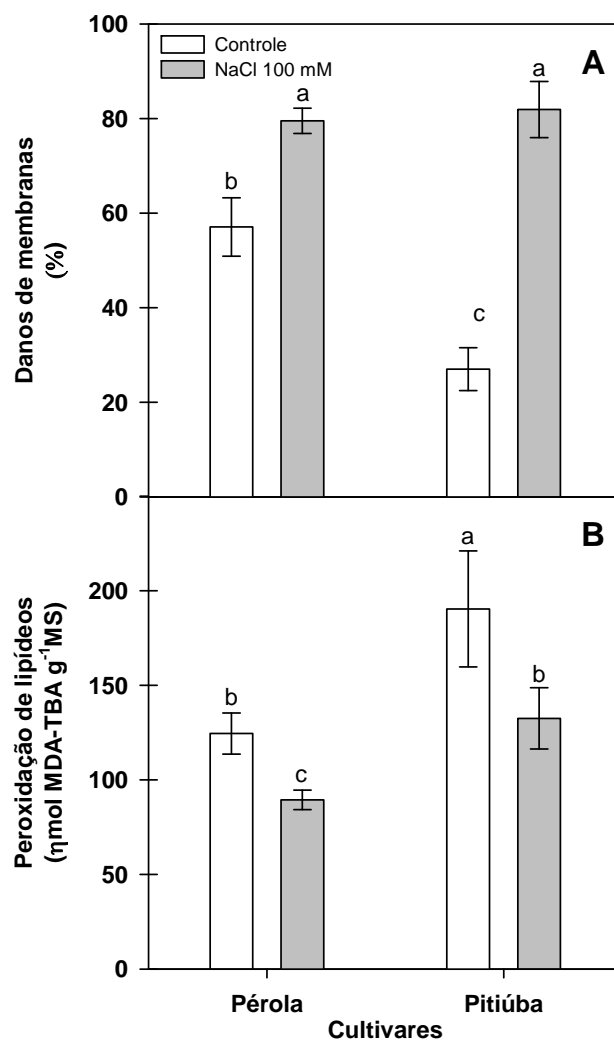 100
Controle
NaCl 100 mM
A
a
a
80
b
60
Danos de membranas
(%)
40
c
20
0
B
a
200
Peroxidação de lipídeos
(ηmol MDA-TBA g⁻¹MS)
150
b
b
100
c
50
0
Pérola
Pitiúba
Cultivares